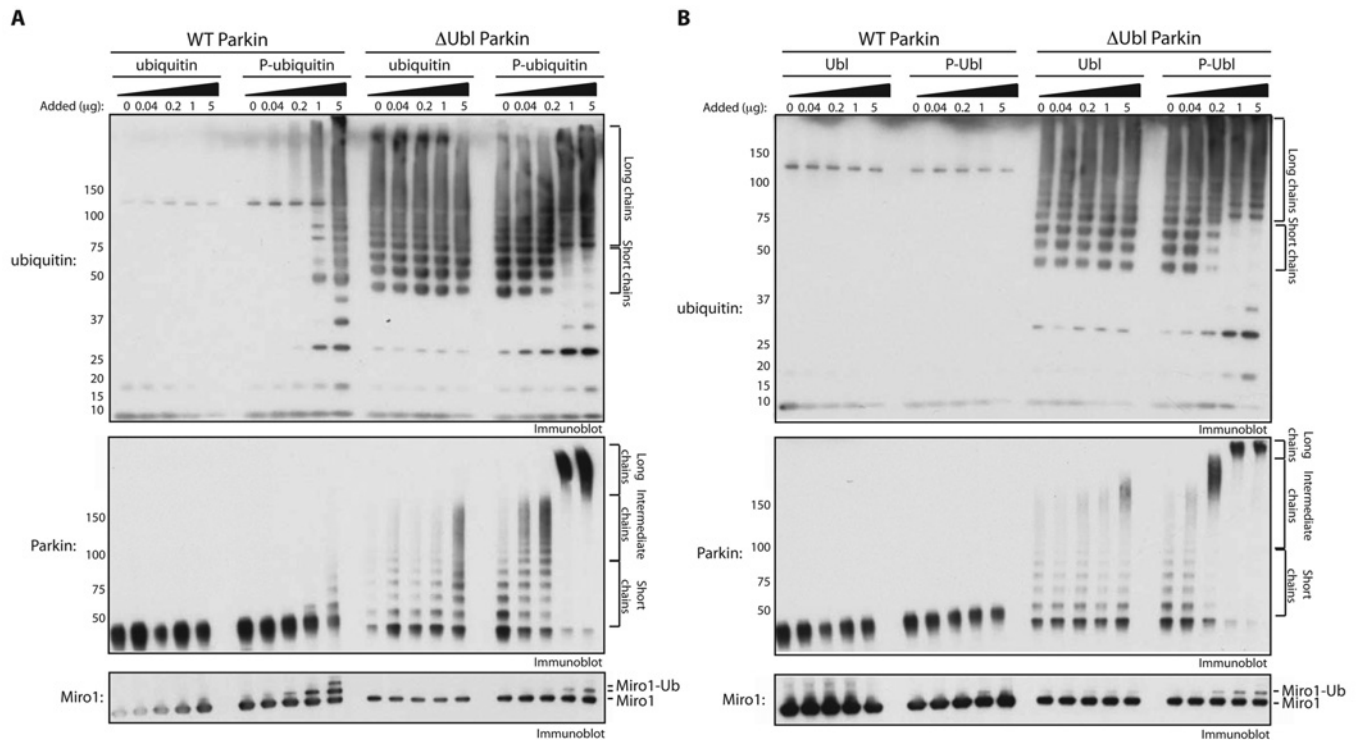 A
WT Parkin
ΔUbl Parkin
ubiquitin
P-ubiquitin
ubiquitin
P-ubiquitin
Added (μg): 0 0.04 0.2 1 5 0 0.04 0.2 1 5 0 0.04 0.2 1 5 0 0.04 0.2 1 5
150
100
75
50
37
25
20
15
10
ubiquitin:
Long chains
Short chains
Immunoblot
150
100
75
50
Parkin:
Long chains
Intermediate chains
Short chains
Immunoblot
Miro1:
Miro1-Ub
Miro1
Immunoblot
B
WT Parkin
ΔUbl Parkin
Ubl
P-Ubl
Ubl
P-Ubl
Added (μg): 0 0.04 0.2 1 5 0 0.04 0.2 1 5 0 0.04 0.2 1 5 0 0.04 0.2 1 5
150
100
75
50
37
25
20
15
10
ubiquitin:
Long chains
Short chains
Immunoblot
150
100
75
50
Parkin:
Long chains
Intermediate chains
Short chains
Immunoblot
Miro1:
Miro1-Ub
Miro1
Immunoblot